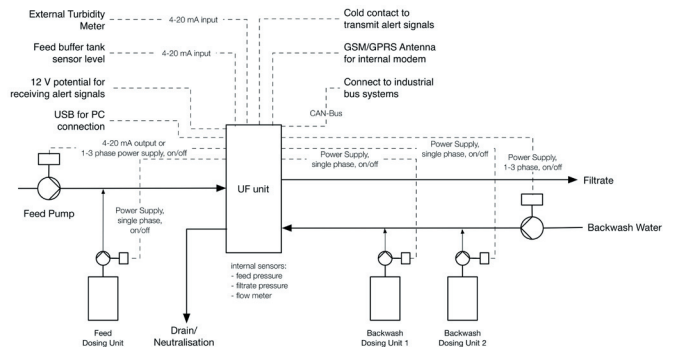 External Turbidity
Meter
4-20 mA input
Cold contact to
transmit alert signals
Feed buffer tank
sensor level
4-20 mA input
GSM/GPRS Antenna
for internal modem
12 V potential for
receiving alert signals
Connect to industrial
bus systems
CAN-Bus
USB for PC
connection
4-20 mA output or
1-3 phase power supply, on/off
Power Supply,
single phase, on/off
Power Supply,
single phase, on/off
Power Supply,
1-3 phase, on/off
UF unit
Filtrate
Feed Pump
Power Supply,
single phase,
on/off
Backwash Water
internal sensors:
- feed pressure
- filtrate pressure
- flow meter
Feed
Dosing Unit
Drain/
Neutralisation
Backwash
Dosing Unit 1
Backwash
Dosing Unit 2